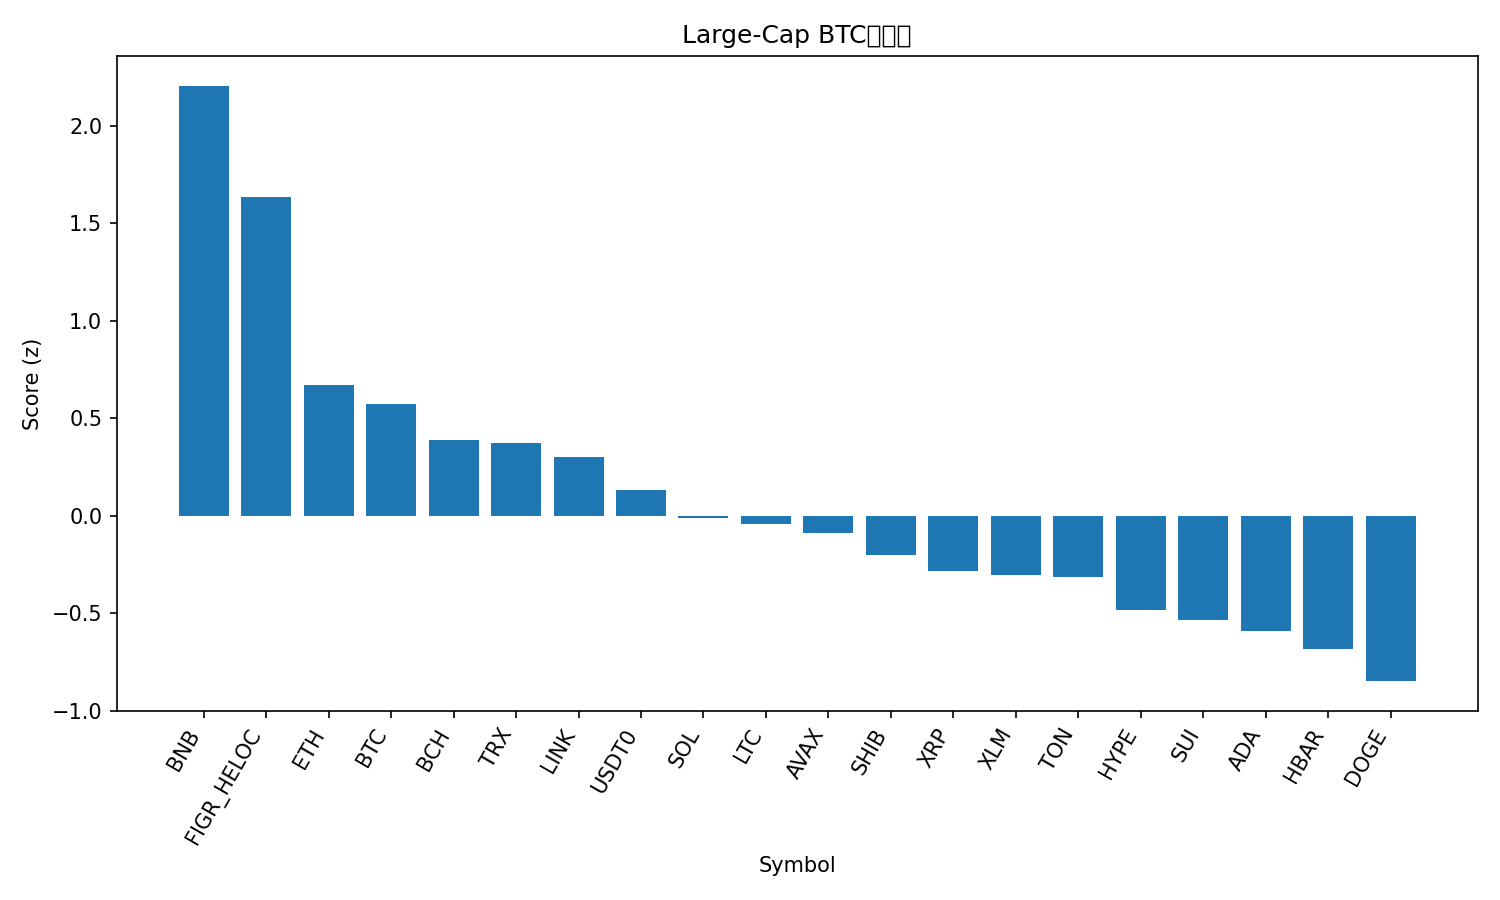 Large-Cap BTC
Score (z)
2.0
1.5
1.0
0.5
0.0
−0.5
−1.0
BNB
FIGR_HELOC
ETH
BTC
BCH
TRX
LINK
USDT0
SOL
LTC
AVAX
SHIB
XRP
XLM
TON
HYPE
SUI
ADA
HBAR
DOGE
Symbol